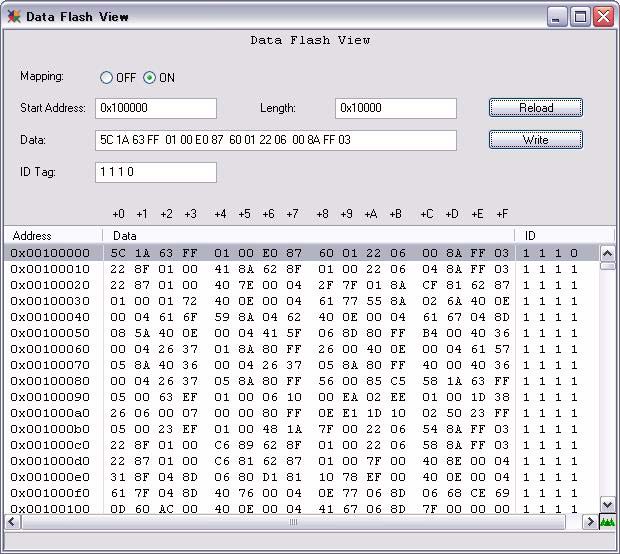 Data Flash View
Data Flash View
Mapping: OFF ON
Start Address: 0x100000 Length: 0x10000 Reload
Data: 5C 1A 63 FF 01 00 E0 87 60 01 22 06 00 8A FF 03 Write
ID Tag: 1 1 1 0
+0 +1 +2 +3 +4 +5 +6 +7 +8 +9 +A +B +C +D +E +F
Address Data ID
0x00100000 5C 1A 63 FF 01 00 E0 87 60 01 22 06 00 8A FF 03 1 1 1 0
0x00100010 22 8F 01 00 41 8A 62 8F 01 00 22 06 04 8A FF 03 1 1 1 1
0x00100020 22 87 01 00 40 7E 00 04 2F 7F 01 8A CF 81 62 87 1 1 1 1
0x00100030 01 00 01 72 40 0E 00 04 61 77 55 8A 02 6A 40 0E 1 1 1 1
0x00100040 00 04 61 6F 59 8A 04 62 40 0E 00 04 61 67 04 8D 1 1 1 1
0x00100050 08 5A 40 0E 00 04 41 5F 06 8D 80 FF B4 00 40 36 1 1 1 1
0x00100060 00 04 26 37 01 8A 80 FF 26 00 40 0E 00 04 61 57 1 1 1 1
0x00100070 05 8A 40 36 00 04 26 37 05 8A 80 FF 40 00 40 36 1 1 1 1
0x00100080 00 04 26 37 05 8A 80 FF 56 00 85 C5 58 1A 63 FF 1 1 1 1
0x00100090 05 00 63 EF 01 00 06 10 00 EA 02 EE 01 00 1D 38 1 1 1 1
0x001000a0 26 06 00 07 00 00 80 FF 0E E1 1D 10 02 50 23 FF 1 1 1 1
0x001000b0 05 00 23 EF 01 00 48 1A 7F 00 22 06 54 8A FF 03 1 1 1 1
0x001000c0 22 8F 01 00 C6 89 62 8F 01 00 22 06 58 8A FF 03 1 1 1 1
0x001000d0 22 87 01 00 C6 81 62 87 01 00 7F 00 40 8E 00 04 1 1 1 1
0x001000e0 31 8F 04 8D 06 80 D1 81 10 78 EF 00 40 0E 00 04 1 1 1 1
0x001000f0 61 7F 04 8D 40 76 00 04 0E 77 06 8D 06 68 CE 69 1 1 1 1
0x00100100 0D 60 AC 00 40 0E 00 04 41 67 06 8D 7F 00 00 00 1 1 1 1